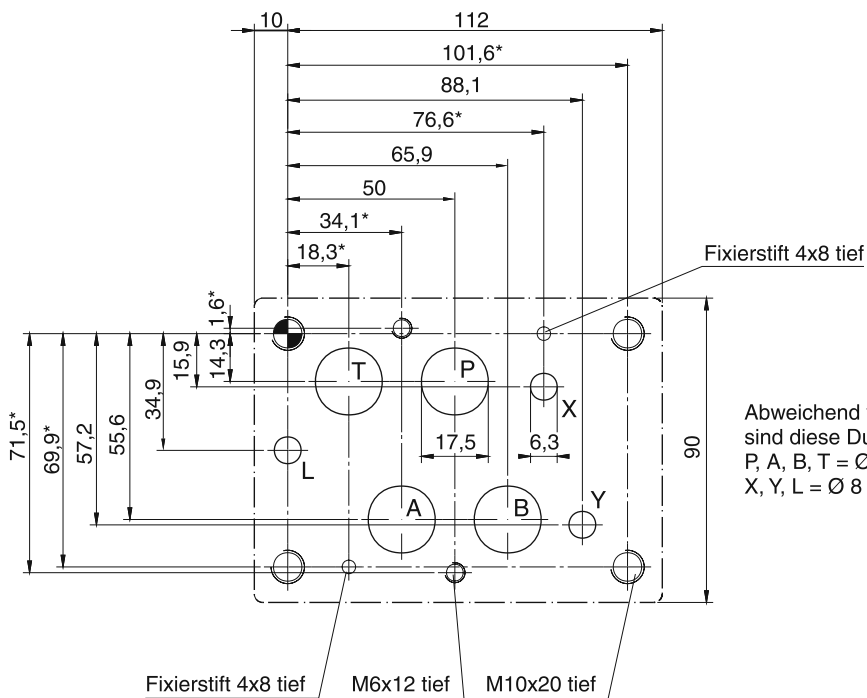 10
112
101,6*
88,1
76,6*
65,9
50
34,1*
18,3*
Fixierstift 4x8 tief
1,6*
14,3
15,9
34,9
55,6
57,2
69,9*
71,5*
T
P
X
17,5
6,3
L
A
B
Y
90
Abweichend
sind diese Du
P, A, B, T = Ø
X, Y, L = Ø 8
Fixierstift 4x8 tief
M6x12 tief
M10x20 tief